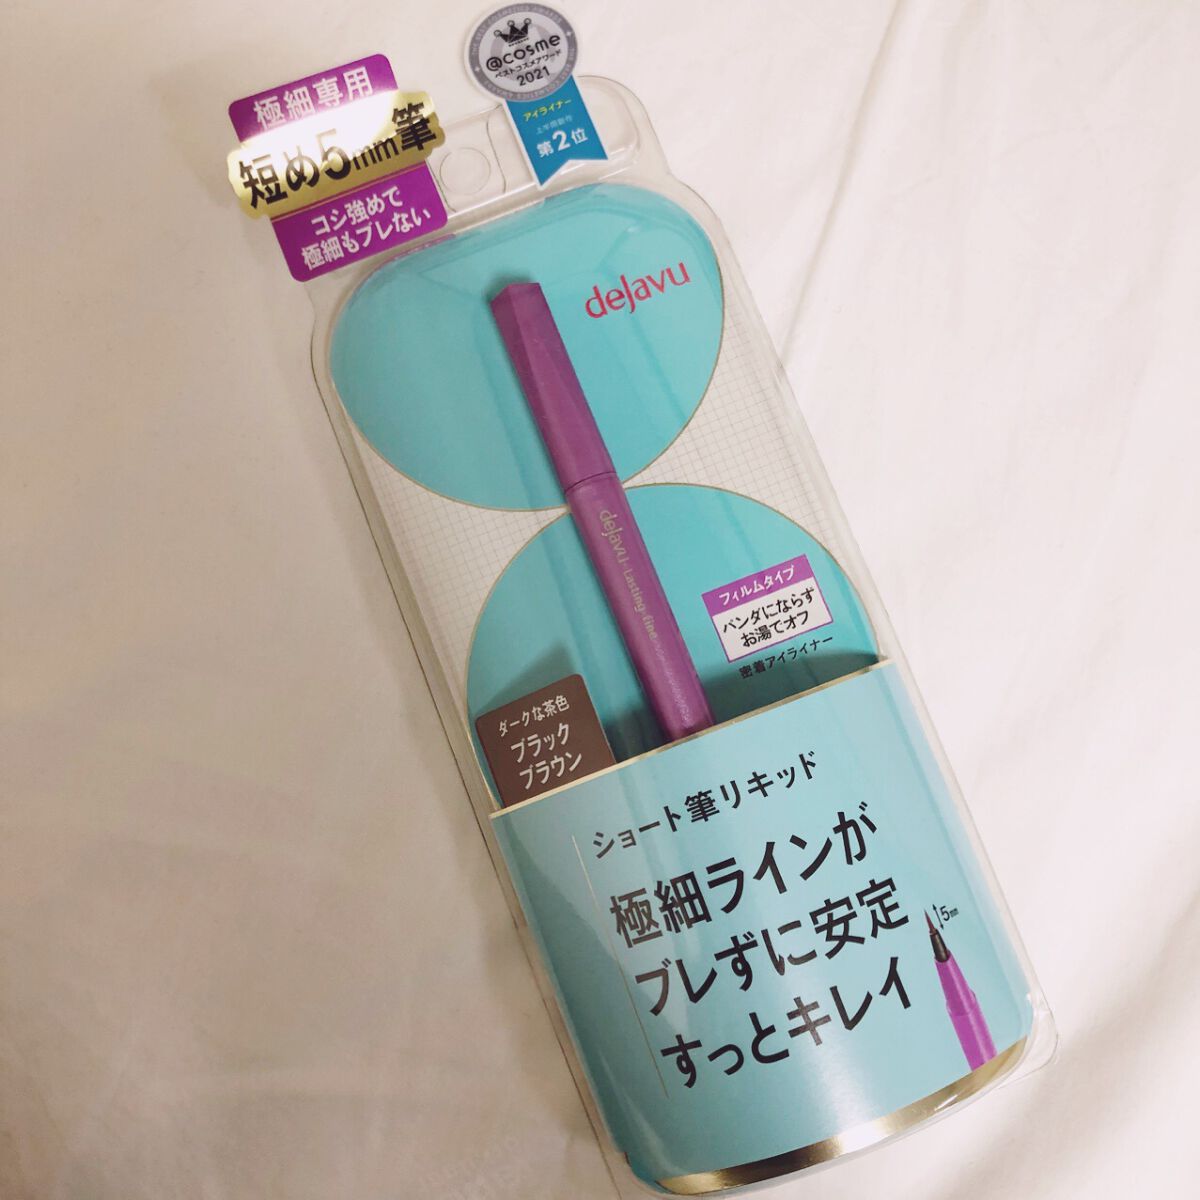 @cosme
ベストコスメアワード
2021
アイライナー
上半期新作
第2位
極細専用
短め5mm筆
コシ強めで
極細もブレない
dejavu
dejavu Lasting-fine
フィルムタイプ
パンダにならず
お湯でオフ
密着アイライナー
ダークな茶色
ブラック
ブラウン
ショート筆リキッド
極細ラインが
ブレずに安定
すっとキレイ
5mm